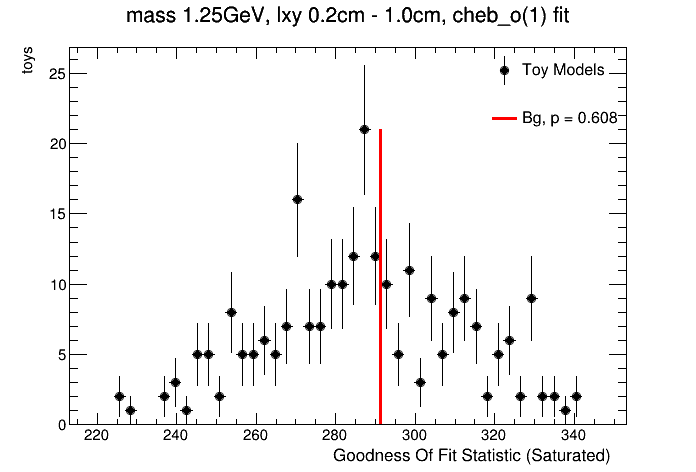 mass 1.25GeV, lxy 0.2cm - 1.0cm, cheb_o(1) fit
toys
Toy Models
Bg, p = 0.608
25
20
15
10
5
0
220 240 260 280 300 320 340
Goodness Of Fit Statistic (Saturated)